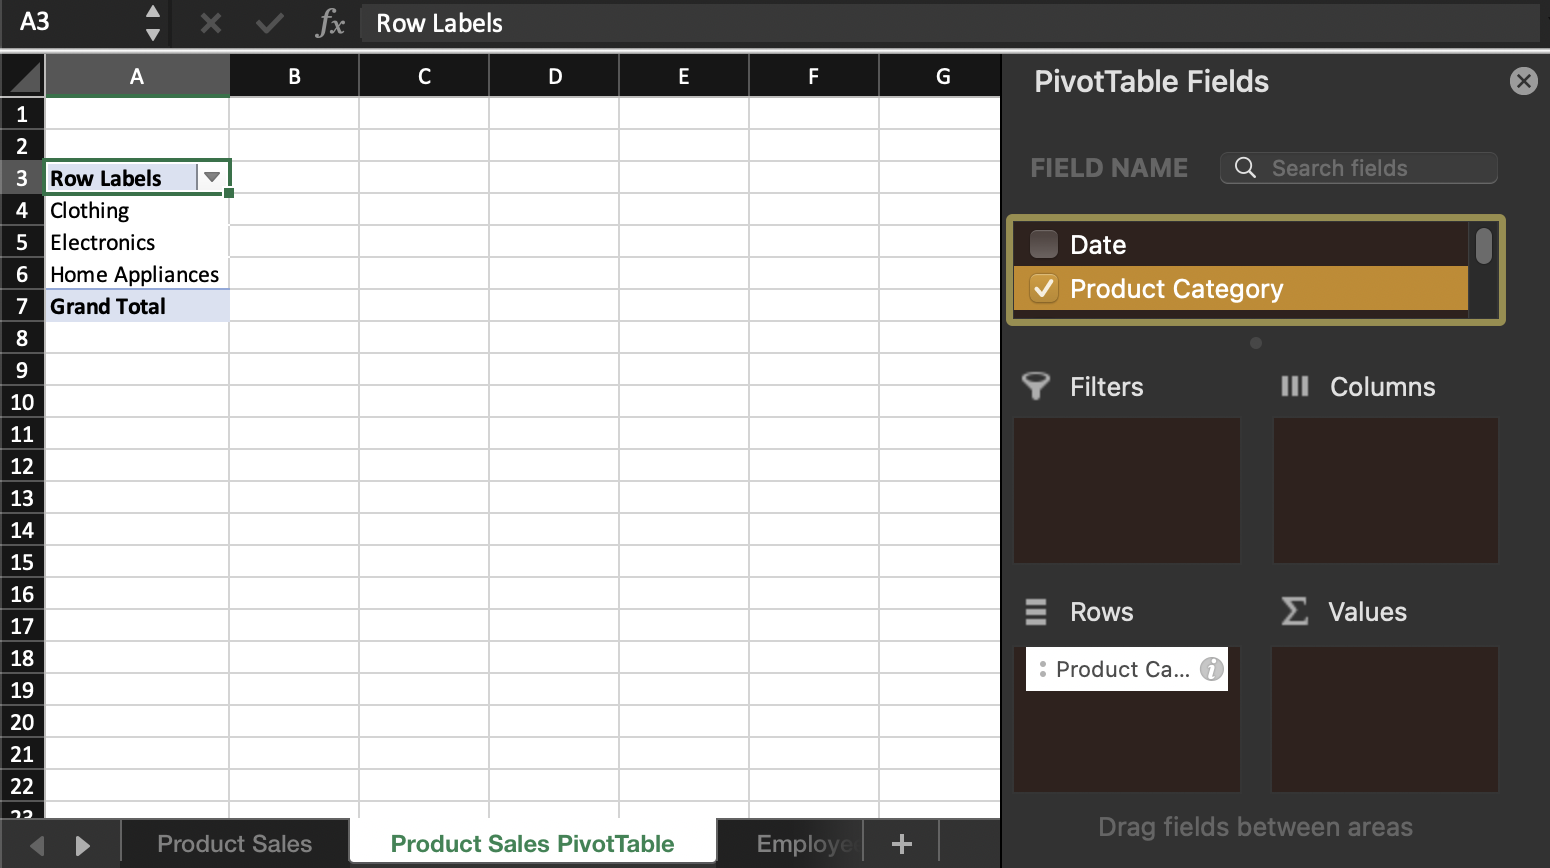 A3 fx Row Labels
A B C D E F G
1
2
3 Row Labels
4 Clothing
5 Electronics
6 Home Appliances
7 Grand Total
8
9
10
11
12
13
14
15
16
17
18
19
20
21
22
23
PivotTable Fields
FIELD NAME Search fields
Date
Product Category
Filters Columns
Rows Σ Values
Product Ca... i
Drag fields between areas
Product Sales Product Sales PivotTable Employe +